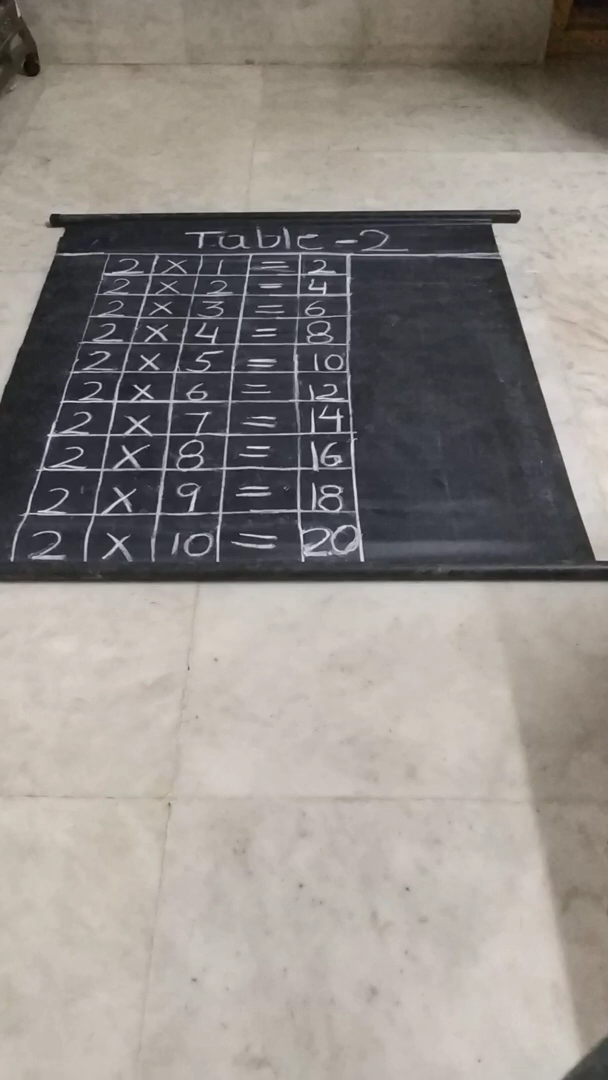 Table - 2
2 × 1 = 2
2 × 2 = 4
2 × 3 = 6
2 × 4 = 8
2 × 5 = 10
2 × 6 = 12
2 × 7 = 14
2 × 8 = 16
2 × 9 = 18
2 × 10 = 20